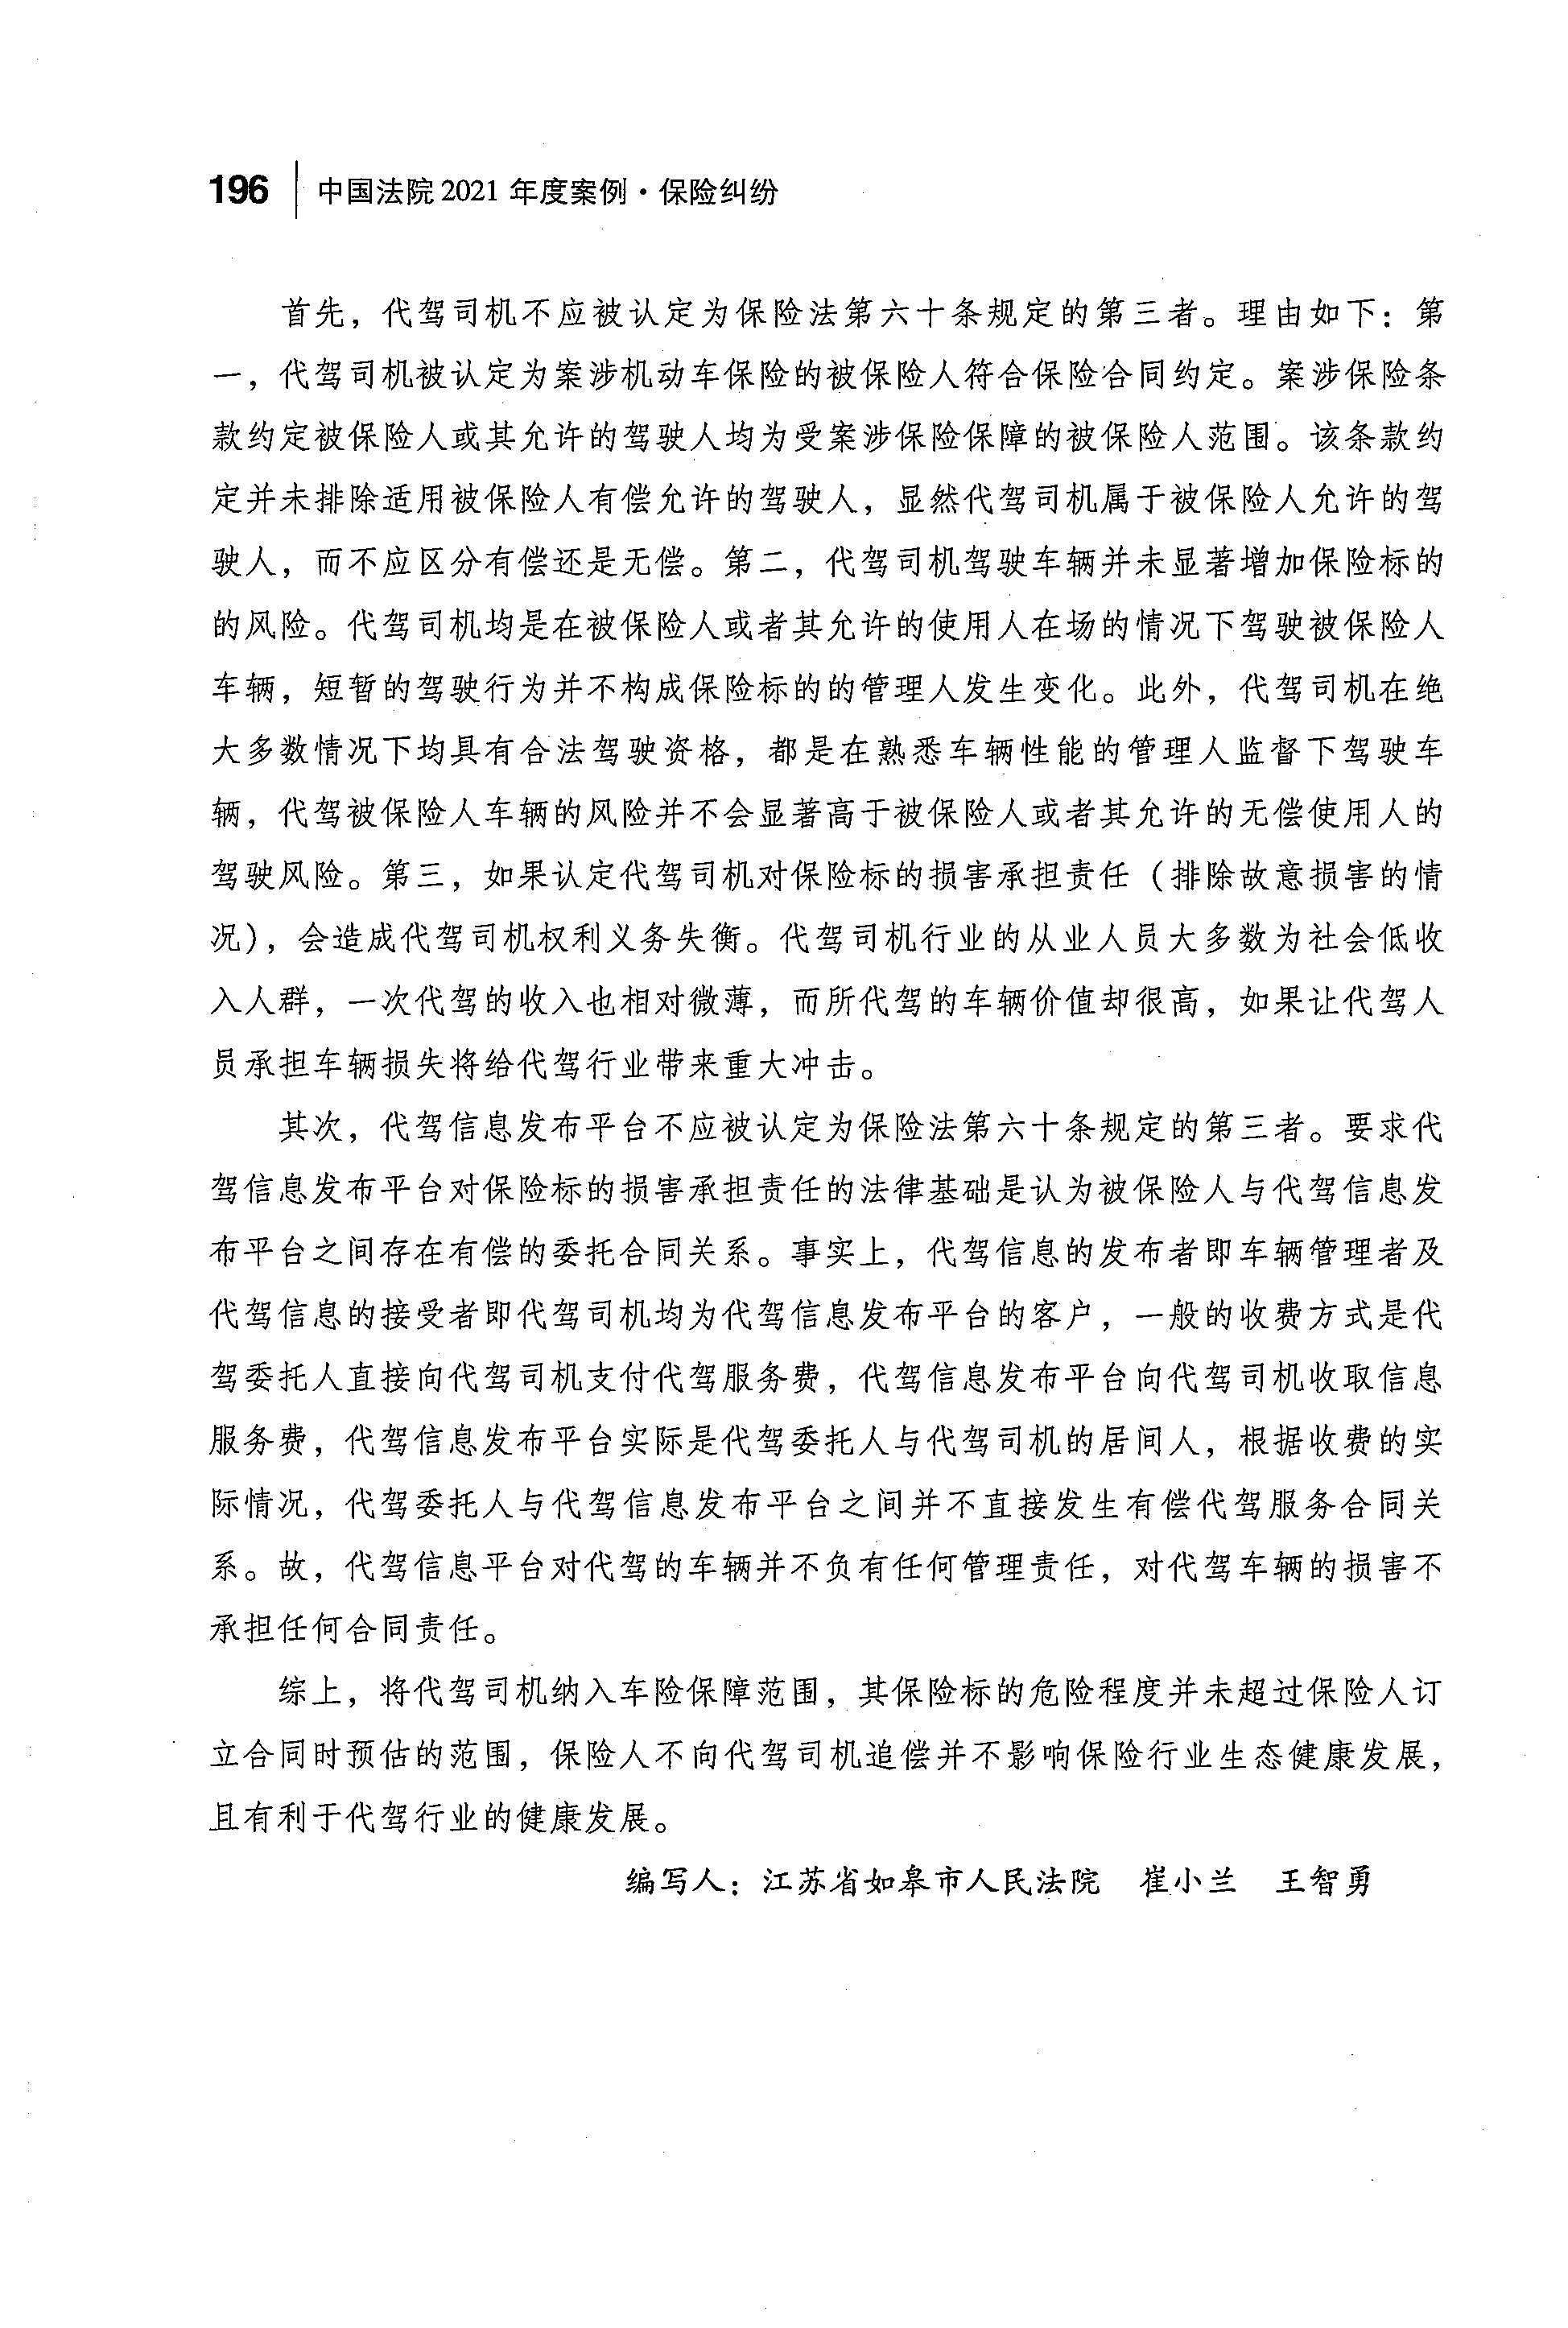 196 中国法院 2021 年度案例·保险纠纷
首先，代驾司机不应被认定为保险法第六十条规定的第三者。理由如下：第
一，代驾司机被认定为案涉机动车保险的被保险人符合保险合同约定。案涉保险条
款约定被保险人或其允许的驾驶人均为受案涉保险保障的被保险人范围。该条款约
定并未排除适用被保险人有偿允许的驾驶人，显然代驾司机属于被保险人允许的驾
驶人，而不应区分有偿还是无偿。第二，代驾司机驾驶车辆并未显著增加保险标的
的风险。代驾司机均是在被保险人或者其允许的使用人在场的情况下驾驶被保险人
车辆，短暂的驾驶行为并不构成保险标的的管理人发生变化。此外，代驾司机在绝
大多数情况下均具有合法驾驶资格，都是在熟悉车辆性能的管理人监督下驾驶车
辆，代驾被保险人车辆的风险并不会显著高于被保险人或者其允许的无偿使用人的
驾驶风险。第三，如果认定代驾司机对保险标的损害承担责任（排除故意损害的情
况），会造成代驾司机权利义务失衡。代驾司机行业的从业人员大多数为社会低收
入人群，一次代驾的收入也相对微薄，而所代驾的车辆价值却很高，如果让代驾人
员承担车辆损失将给代驾行业带来重大冲击。
其次，代驾信息发布平台不应被认定为保险法第六十条规定的第三者。要求代
驾信息发布平台对保险标的损害承担责任的法律基础是认为被保险人与代驾信息发
布平台之间存在有偿的委托合同关系。事实上，代驾信息的发布者即车辆管理者及
代驾信息的接受者即代驾司机均为代驾信息发布平台的客户，一般的收费方式是代
驾委托人直接向代驾司机支付代驾服务费，代驾信息发布平台向代驾司机收取信息
服务费，代驾信息发布平台实际是代驾委托人与代驾司机的居间人，根据收费的实
际情况，代驾委托人与代驾信息发布平台之间并不直接发生有偿代驾服务合同关
系。故，代驾信息平台对代驾的车辆并不负有任何管理责任，对代驾车辆的损害不
承担任何合同责任。
综上，将代驾司机纳入车险保障范围，其保险标的危险程度并未超过保险人订
立合同时预估的范围，保险人不向代驾司机追偿并不影响保险行业生态健康发展，
且有利于代驾行业的健康发展。
编写人：江苏省如皋市人民法院　崔小兰　王智勇